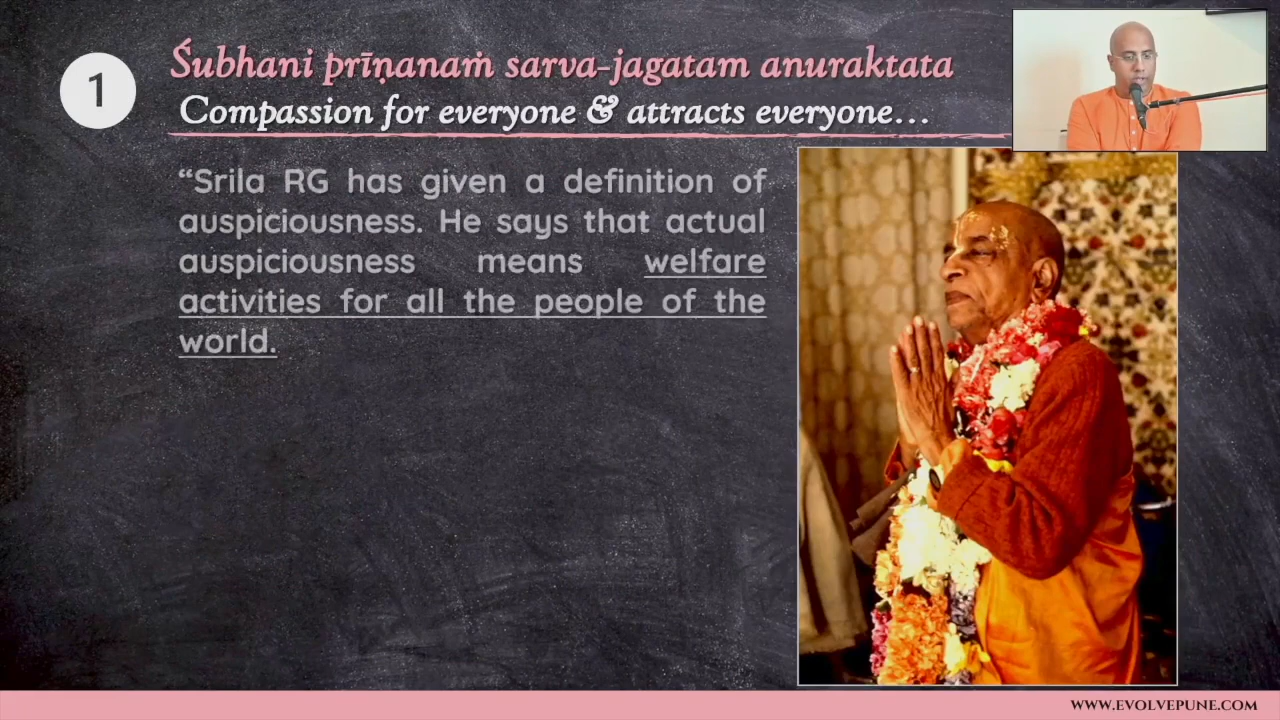 1
Śubhani prīṇanaṁ sarva-jagatam anuraktata
Compassion for everyone & attracts everyone...
“Srila RG has given a definition of
auspiciousness. He says that actual
auspiciousness means welfare
activities for all the people of the
world.
WWW.EVOLVEPUNE.COM